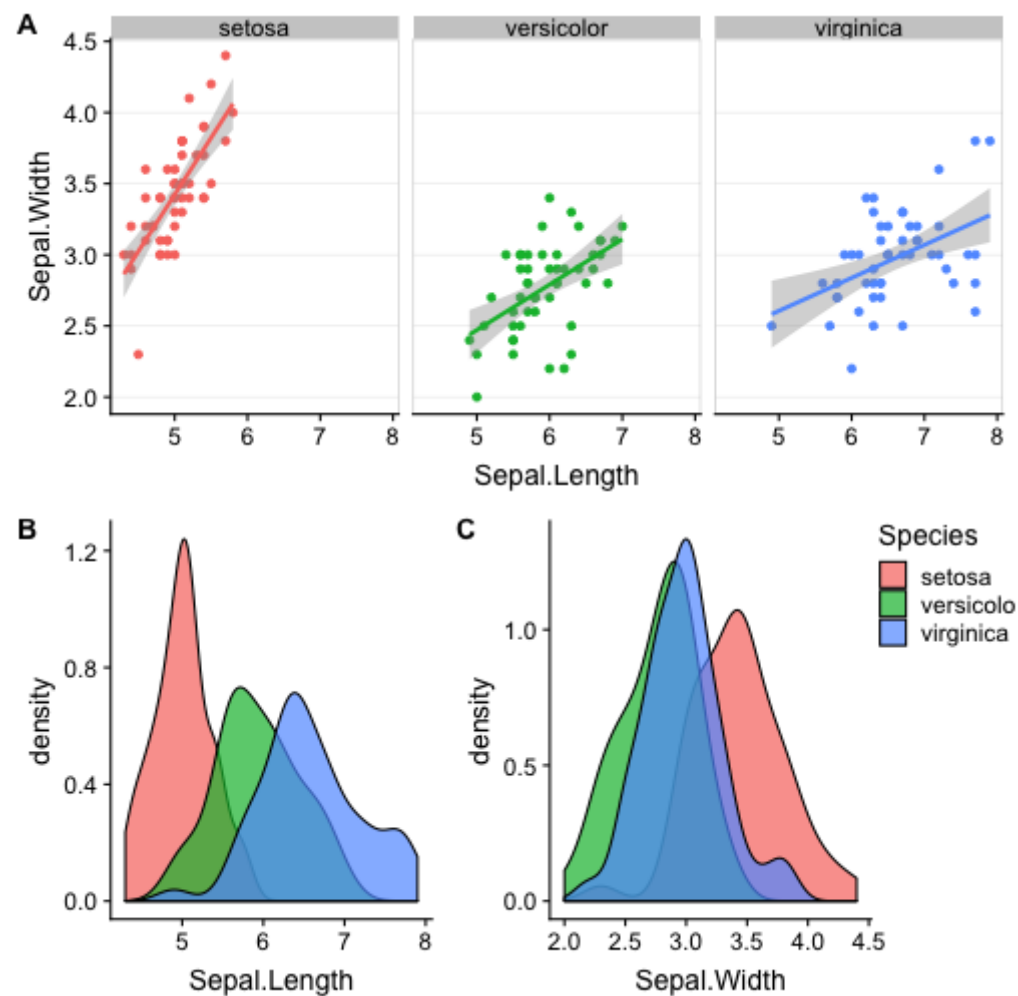 A
setosa versicolor virginica
Sepal.Width
4.5
4.0
3.5
3.0
2.5
2.0
5 6 7 8 5 6 7 8 5 6 7 8
Sepal.Length
B
density
1.2
0.8
0.4
0.0
5 6 7 8
Sepal.Length
C
density
1.0
0.5
0.0
2.0 2.5 3.0 3.5 4.0 4.5
Sepal.Width
Species
setosa
versicolo
virginica